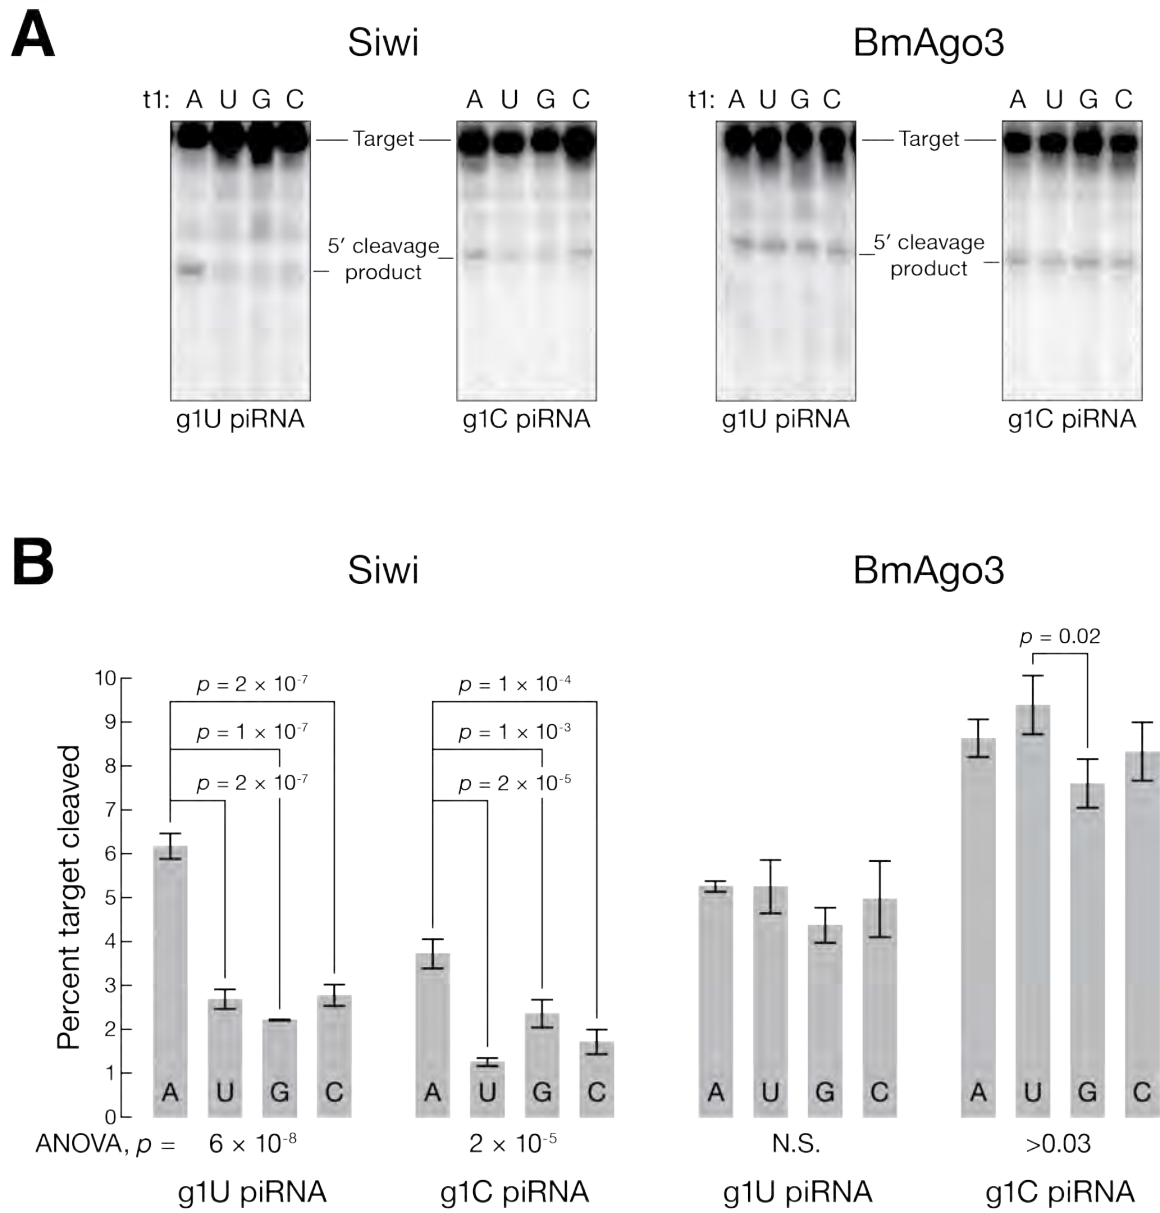 A
Siwi
BmAgo3
t1: A U G C
A U G C
t1: A U G C
A U G C
Target
Target
5′ cleavage
product
5′ cleavage
product
g1U piRNA
g1C piRNA
g1U piRNA
g1C piRNA
B
Siwi
BmAgo3
Percent target cleaved
10
9
8
7
6
5
4
3
2
1
0
p = 2 × 10⁻⁷
p = 1 × 10⁻⁷
p = 2 × 10⁻⁷
p = 1 × 10⁻⁴
p = 1 × 10⁻³
p = 2 × 10⁻⁵
p = 0.02
A U G C
A U G C
A U G C
A U G C
ANOVA, p = 6 × 10⁻⁸
2 × 10⁻⁵
N.S.
>0.03
g1U piRNA
g1C piRNA
g1U piRNA
g1C piRNA